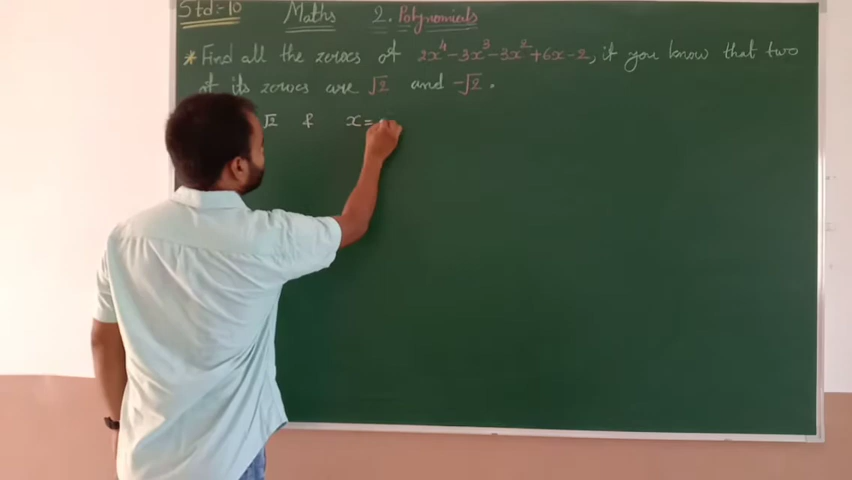 Std:-10 Maths 2. Polynomials
* Find all the zeroes of 2x⁴-3x³-3x²+6x-2, if you know that two
of its zeroes are √2 and -√2.
√2 & x=